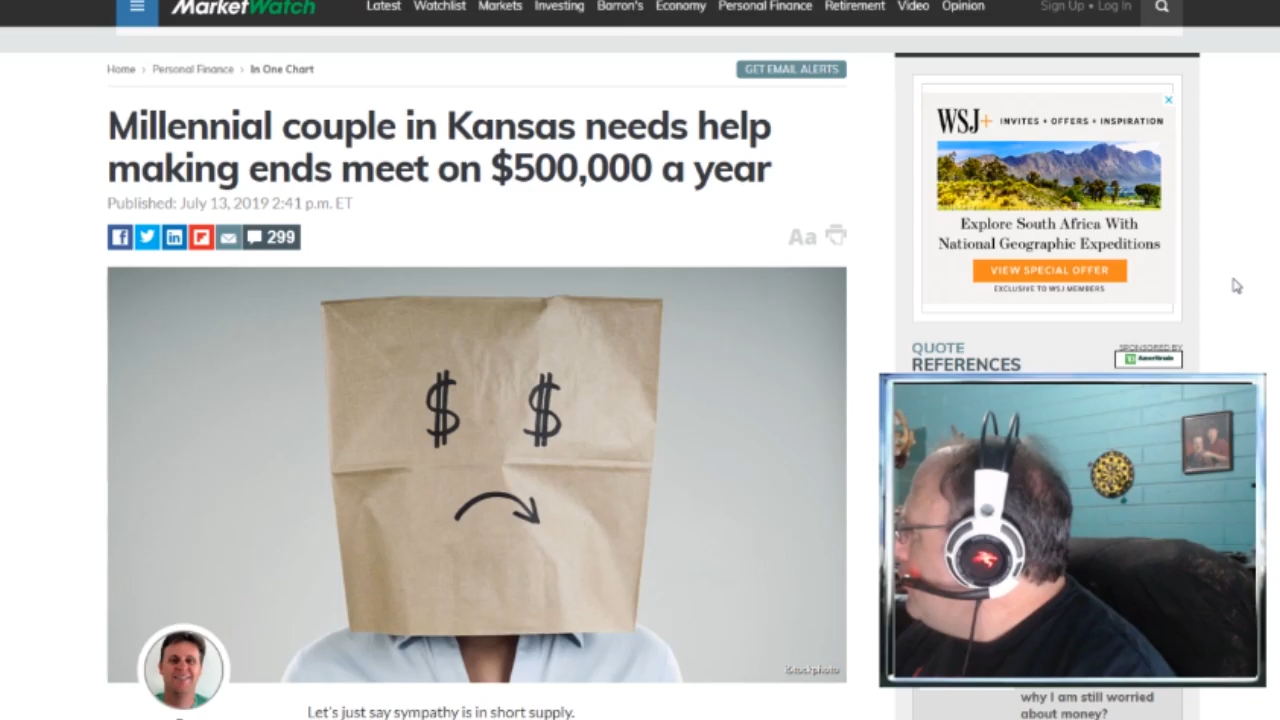 MarketWatch
Latest Watchlist Markets Investing Barron's Economy Personal Finance Retirement Video Opinion
Sign Up • Log In
Home > Personal Finance > In One Chart
GET EMAIL ALERTS
Millennial couple in Kansas needs help
making ends meet on $500,000 a year
Published: July 13, 2019 2:41 p.m. ET
299
Aa
$ $
iStockphoto
Let's just say sympathy is in short supply.
WSJ+ INVITES • OFFERS • INSPIRATION
Explore South Africa With
National Geographic Expeditions
VIEW SPECIAL OFFER
EXCLUSIVE TO WSJ MEMBERS
QUOTE
REFERENCES
SPONSORED BY
Ameritrade
why I am still worried
about money?